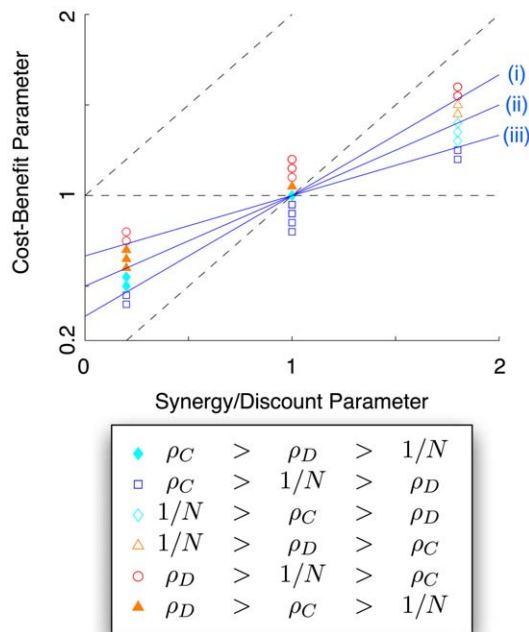 2
(i)
(ii)
(iii)
1
0.2
Cost-Benefit Parameter
0
1
2
Synergy/Discount Parameter
ρC > ρD > 1/N
ρC > 1/N > ρD
1/N > ρC > ρD
1/N > ρD > ρC
ρD > 1/N > ρC
ρD > ρC > 1/N